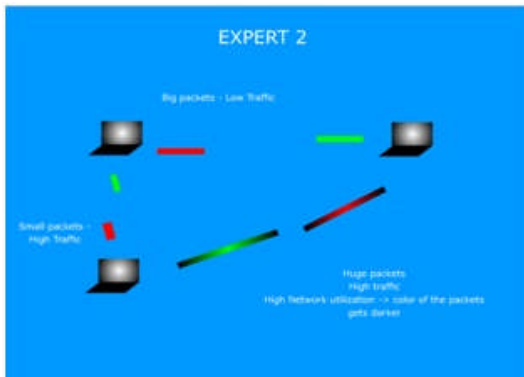 EXPERT 2
Big packets - Low Traffic
Small packets -
High Traffic
Huge packets
High traffic
High Network utilization -> color of the packets
gets darker